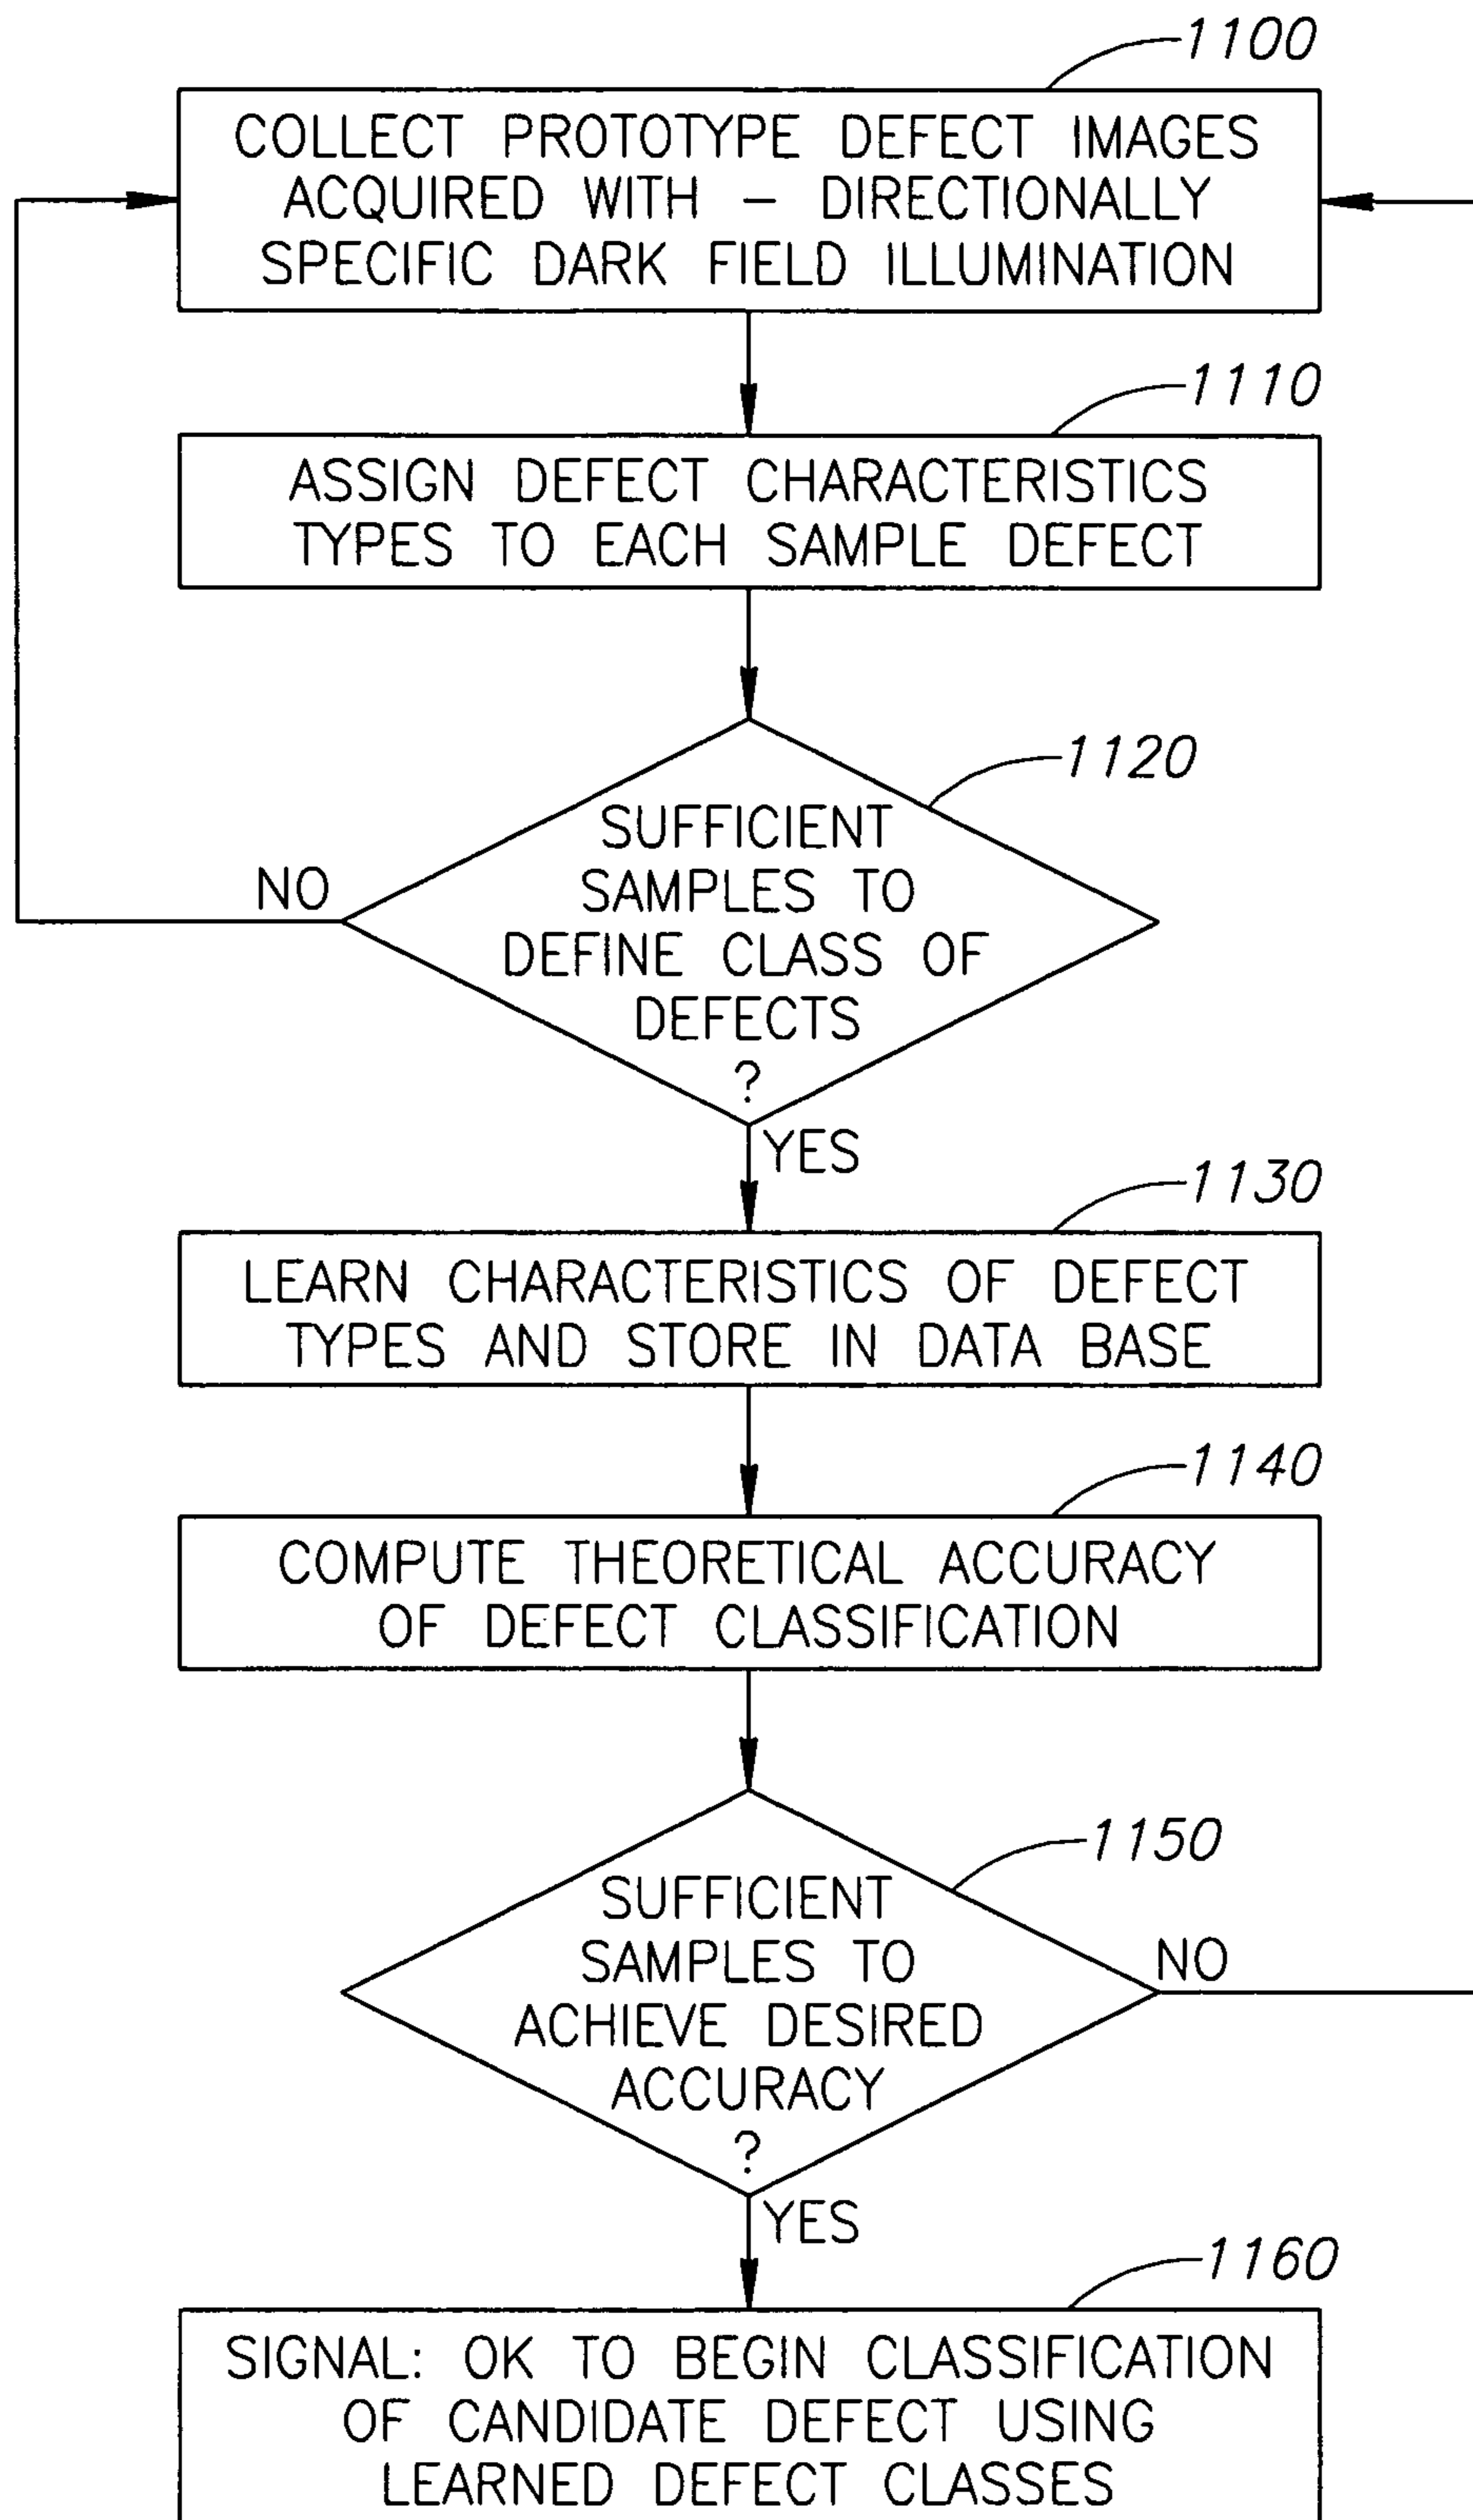 1100
COLLECT PROTOTYPE DEFECT IMAGES
ACQUIRED WITH – DIRECTIONALLY
SPECIFIC DARK FIELD ILLUMINATION
1110
ASSIGN DEFECT CHARACTERISTICS
TYPES TO EACH SAMPLE DEFECT
1120
SUFFICIENT
SAMPLES TO
DEFINE CLASS OF
DEFECTS
?
NO
YES
1130
LEARN CHARACTERISTICS OF DEFECT
TYPES AND STORE IN DATA BASE
1140
COMPUTE THEORETICAL ACCURACY
OF DEFECT CLASSIFICATION
1150
SUFFICIENT
SAMPLES TO
ACHIEVE DESIRED
ACCURACY
?
NO
YES
1160
SIGNAL: OK TO BEGIN CLASSIFICATION
OF CANDIDATE DEFECT USING
LEARNED DEFECT CLASSES